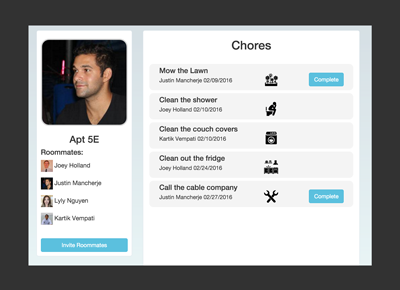 Apt 5E
Roommates:
Joey Holland
Justin Mancherje
Lyly Nguyen
Kartik Vempati
Invite Roommates
Chores
Mow the Lawn
Justin Mancherje 02/09/2016
Complete
Clean the shower
Joey Holland 02/10/2016
Clean the couch covers
Kartik Vempati 02/10/2016
Clean out the fridge
Joey Holland 02/24/2016
Call the cable company
Justin Mancherje 02/27/2016
Complete